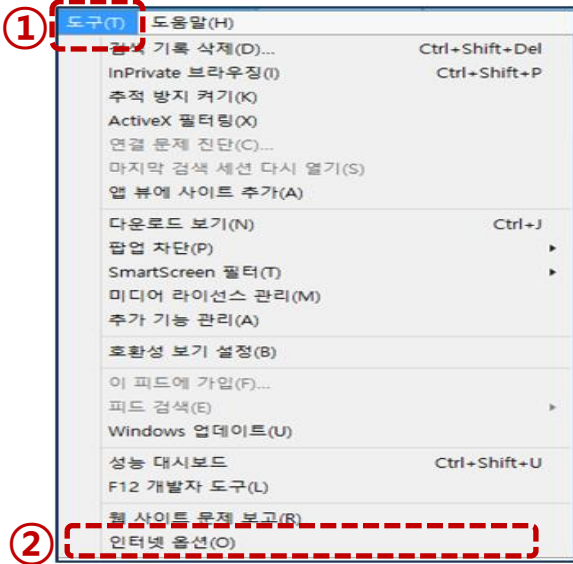 ① 도구(T) 도움말(H)
검색 기록 삭제(D)... Ctrl+Shift+Del
InPrivate 브라우징(I) Ctrl+Shift+P
추적 방지 켜기(K)
ActiveX 필터링(X)
연결 문제 진단(C)...
마지막 검색 세션 다시 열기(S)
앱 뷰에 사이트 추가(A)
다운로드 보기(N) Ctrl+J
팝업 차단(P)
SmartScreen 필터(T)
미디어 라이선스 관리(M)
추가 기능 관리(A)
호환성 보기 설정(B)
이 피드에 가입(F)...
피드 검색(E)
Windows 업데이트(U)
성능 대시보드 Ctrl+Shift+U
F12 개발자 도구(L)
웹 사이트 문제 보고(R)
② 인터넷 옵션(O)